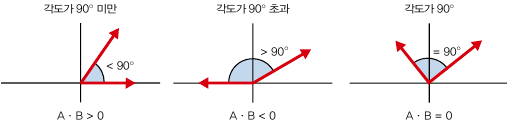 각도가 90° 미만
< 90°
A · B > 0
각도가 90° 초과
> 90°
A · B < 0
각도가 90°
= 90°
A · B = 0